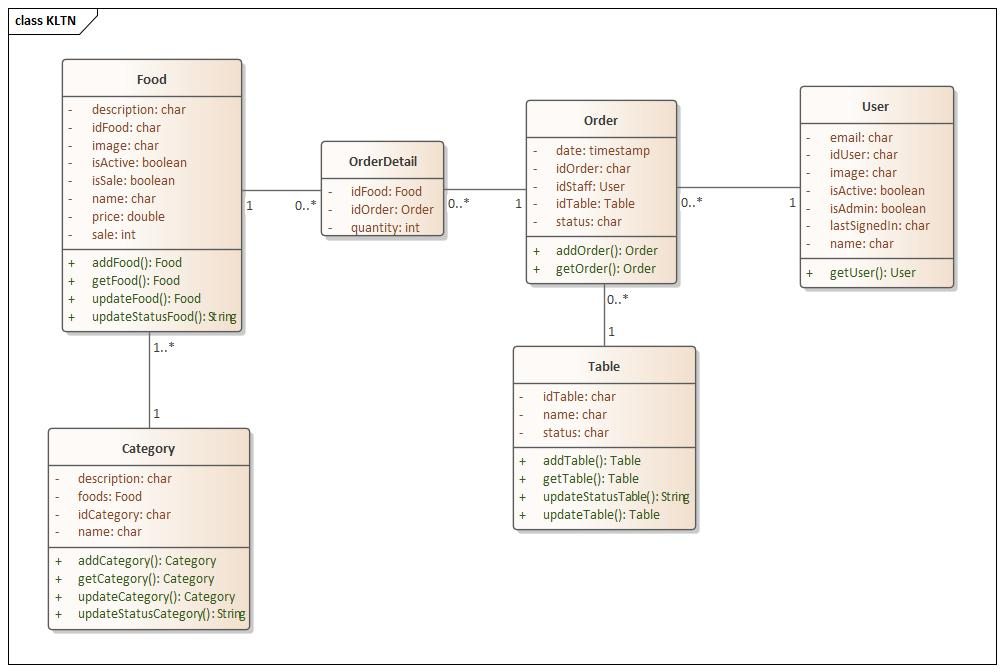 class KLTN
Food
- description: char
- idFood: char
- image: char
- isActive: boolean
- isSale: boolean
- name: char
- price: double
- sale: int
+ addFood(): Food
+ getFood(): Food
+ updateFood(): Food
+ updateStatusFood(): String
1
0..*
OrderDetail
- idFood: Food
- idOrder: Order
- quantity: int
0..*
1
Order
- date: timestamp
- idOrder: char
- idStaff: User
- idTable: Table
- status: char
+ addOrder(): Order
+ getOrder(): Order
0..*
1
User
- email: char
- idUser: char
- image: char
- isActive: boolean
- isAdmin: boolean
- lastSignedIn: char
- name: char
+ getUser(): User
0..*
1
Table
- idTable: char
- name: char
- status: char
+ addTable(): Table
+ getTable(): Table
+ updateStatusTable(): String
+ updateTable(): Table
1..*
1
Category
- description: char
- foods: Food
- idCategory: char
- name: char
+ addCategory(): Category
+ getCategory(): Category
+ updateCategory(): Category
+ updateStatusCategory(): String